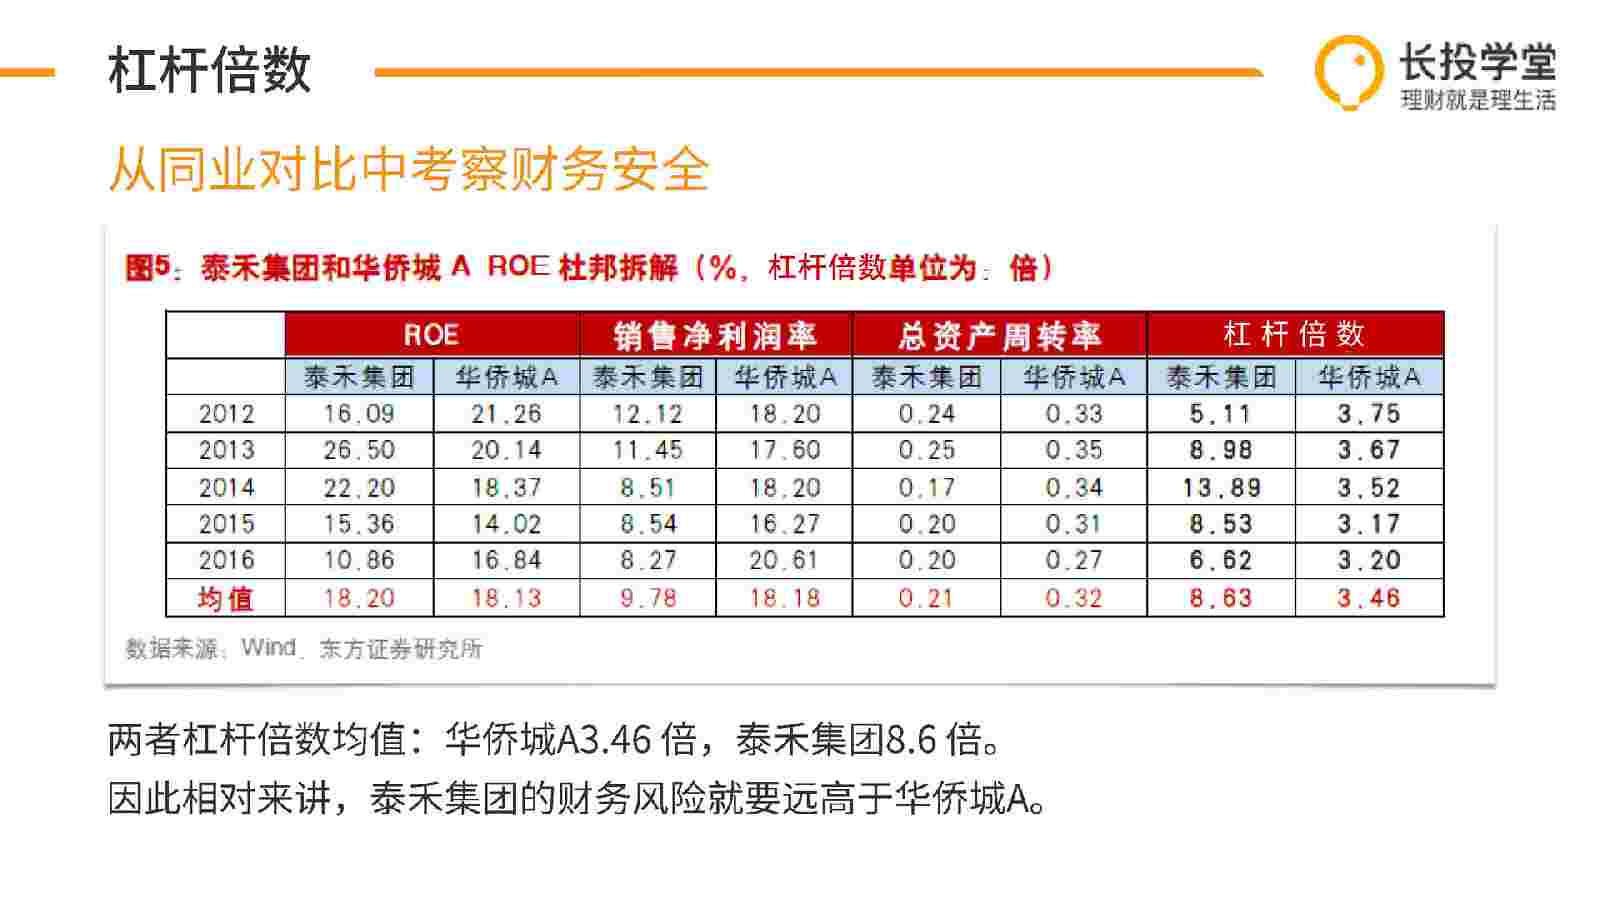 杠杆倍数
长投学堂
理财就是理生活
从同业对比中考察财务安全
图5：泰禾集团和华侨城 A ROE 杜邦拆解（%，杠杆倍数单位为：倍）
ROE 销售净利润率 总资产周转率 杠杆倍数
泰禾集团 华侨城A 泰禾集团 华侨城A 泰禾集团 华侨城A 泰禾集团 华侨城A
2012 16.09 21.26 12.12 18.20 0.24 0.33 5.11 3.75
2013 26.50 20.14 11.45 17.60 0.25 0.35 8.98 3.67
2014 22.20 18.37 8.51 18.20 0.17 0.34 13.89 3.52
2015 15.36 14.02 8.54 16.27 0.20 0.31 8.53 3.17
2016 10.86 16.84 8.27 20.61 0.20 0.27 6.62 3.20
均值 18.20 18.13 9.78 18.18 0.21 0.32 8.63 3.46
数据来源：Wind、东方证券研究所
两者杠杆倍数均值：华侨城A3.46 倍，泰禾集团8.6 倍。
因此相对来讲，泰禾集团的财务风险就要远高于华侨城A。